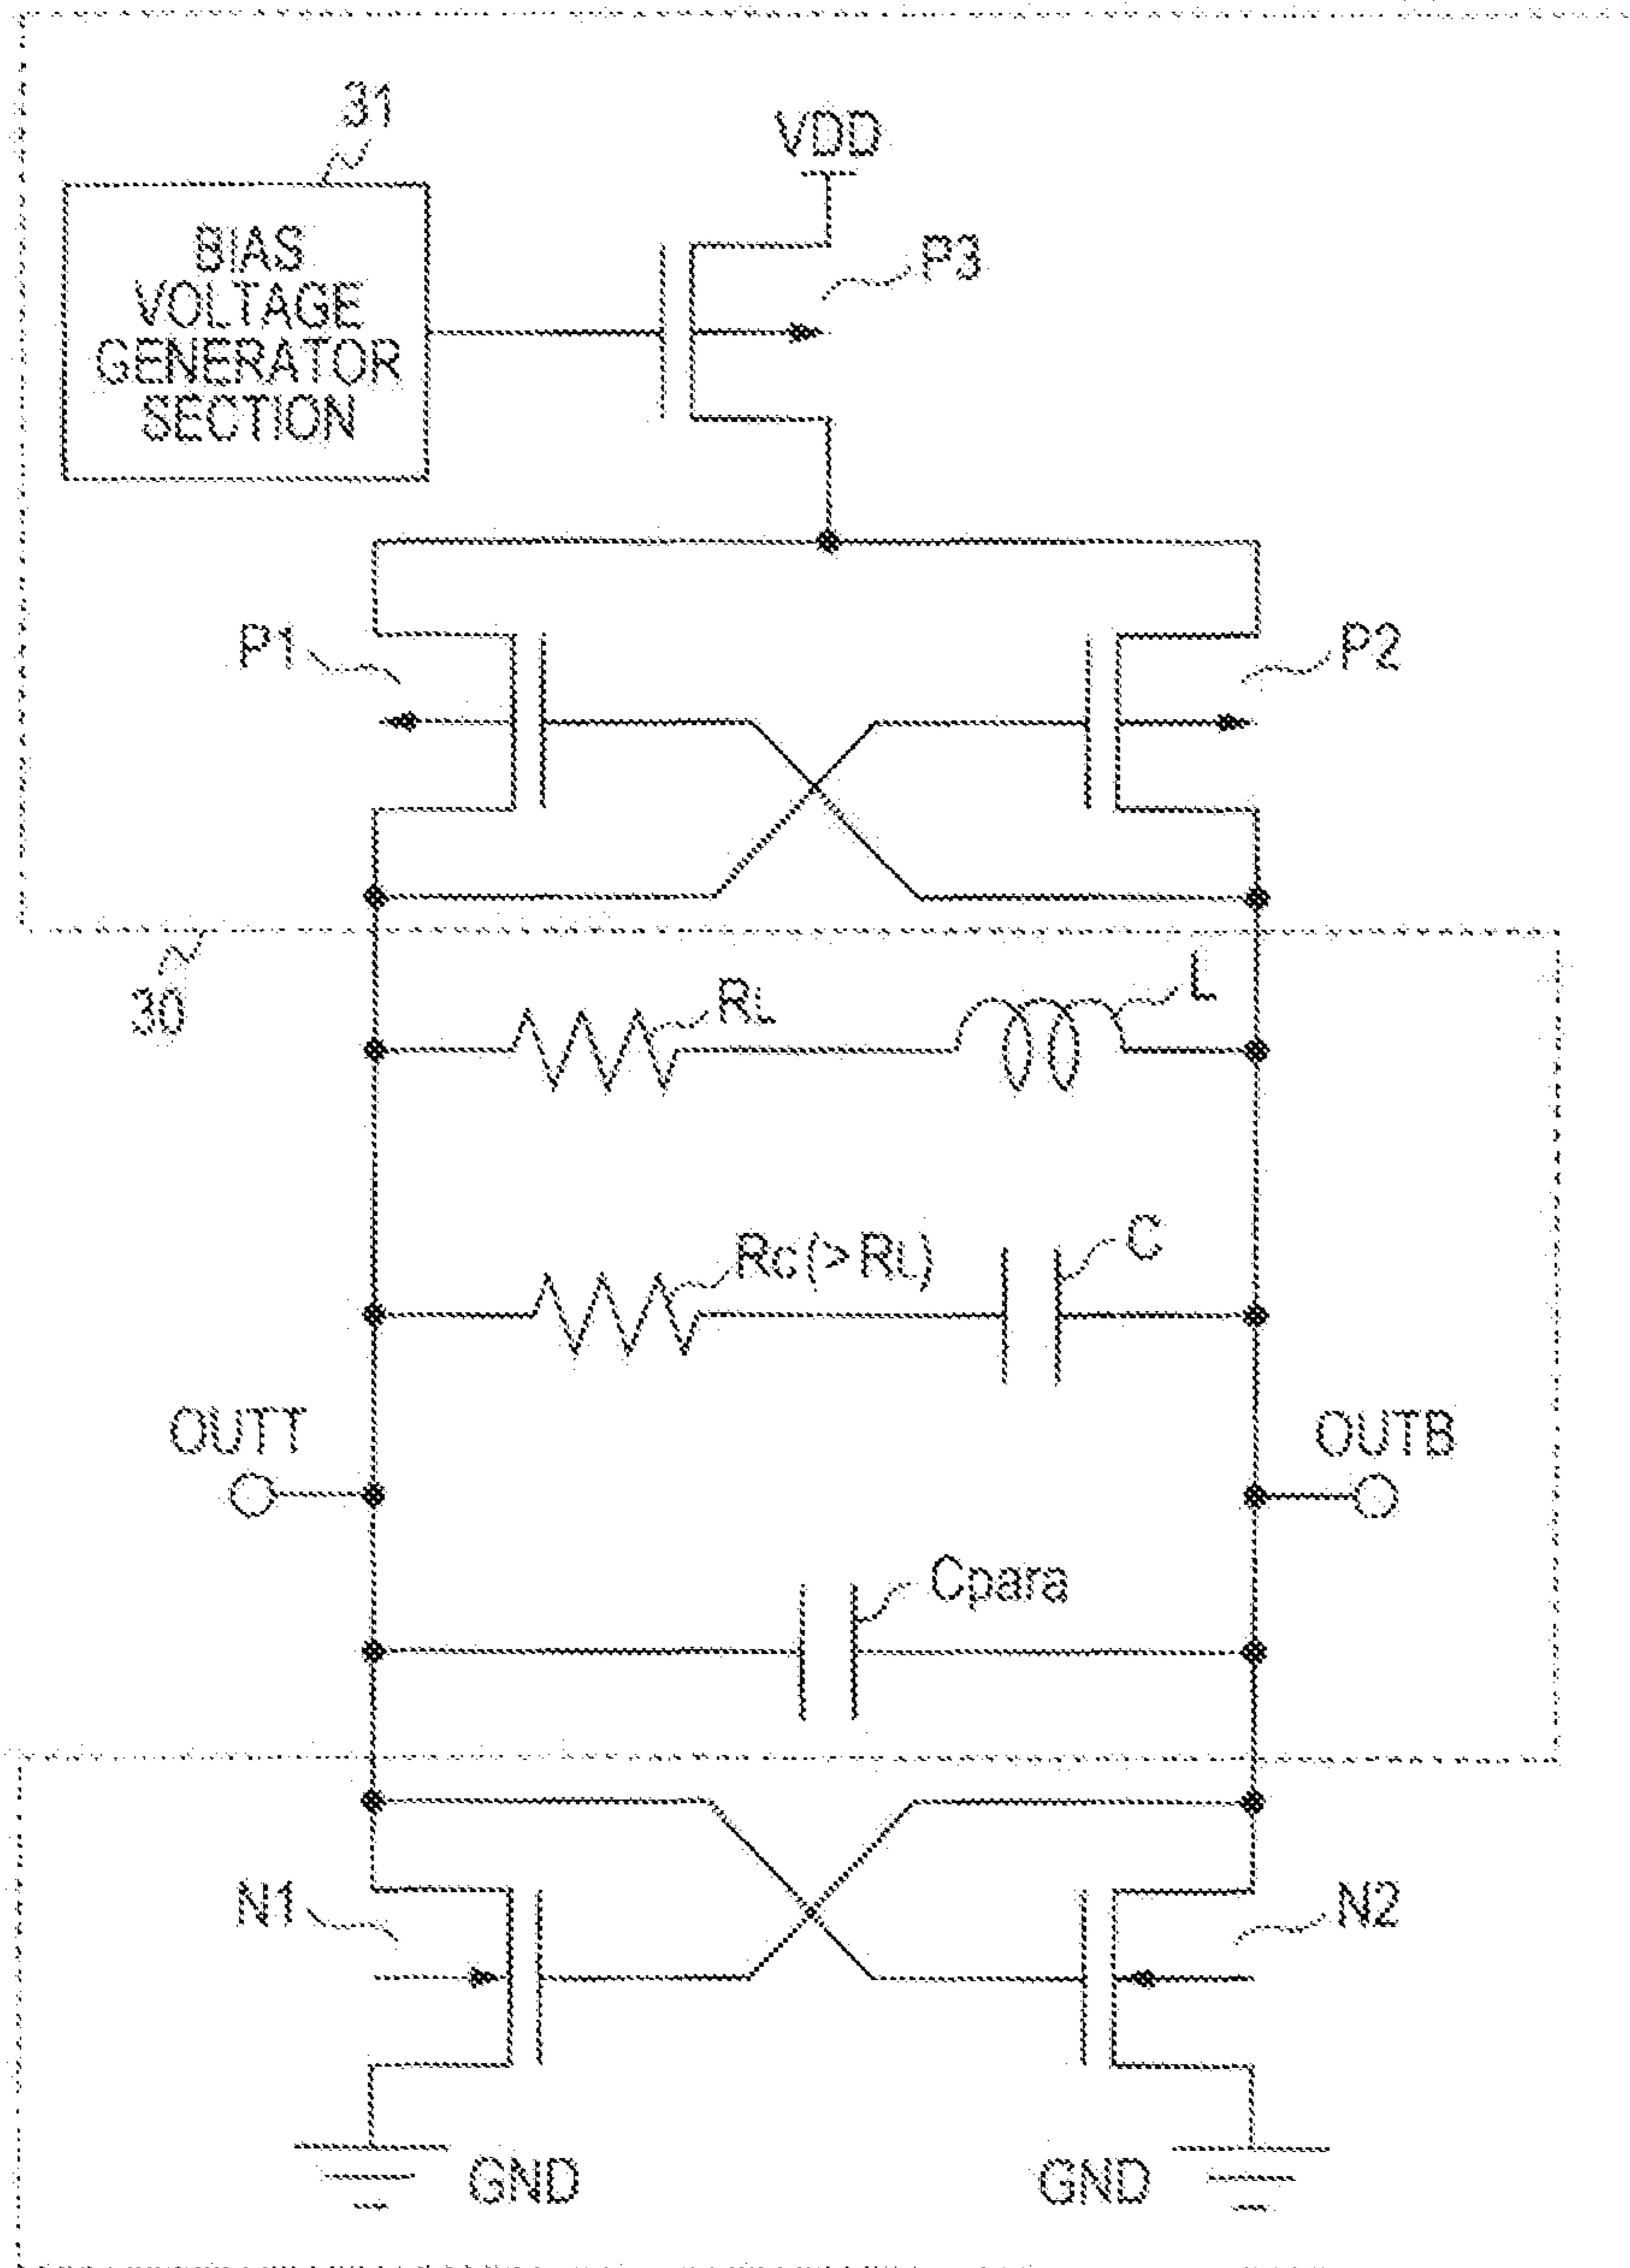 31
VDD
BIAS
VOLTAGE
GENERATOR
SECTION
P3
P1
P2
30
RL
L
Rc(>RL)
C
OUTT
OUTB
Cpara
N1
N2
GND
GND